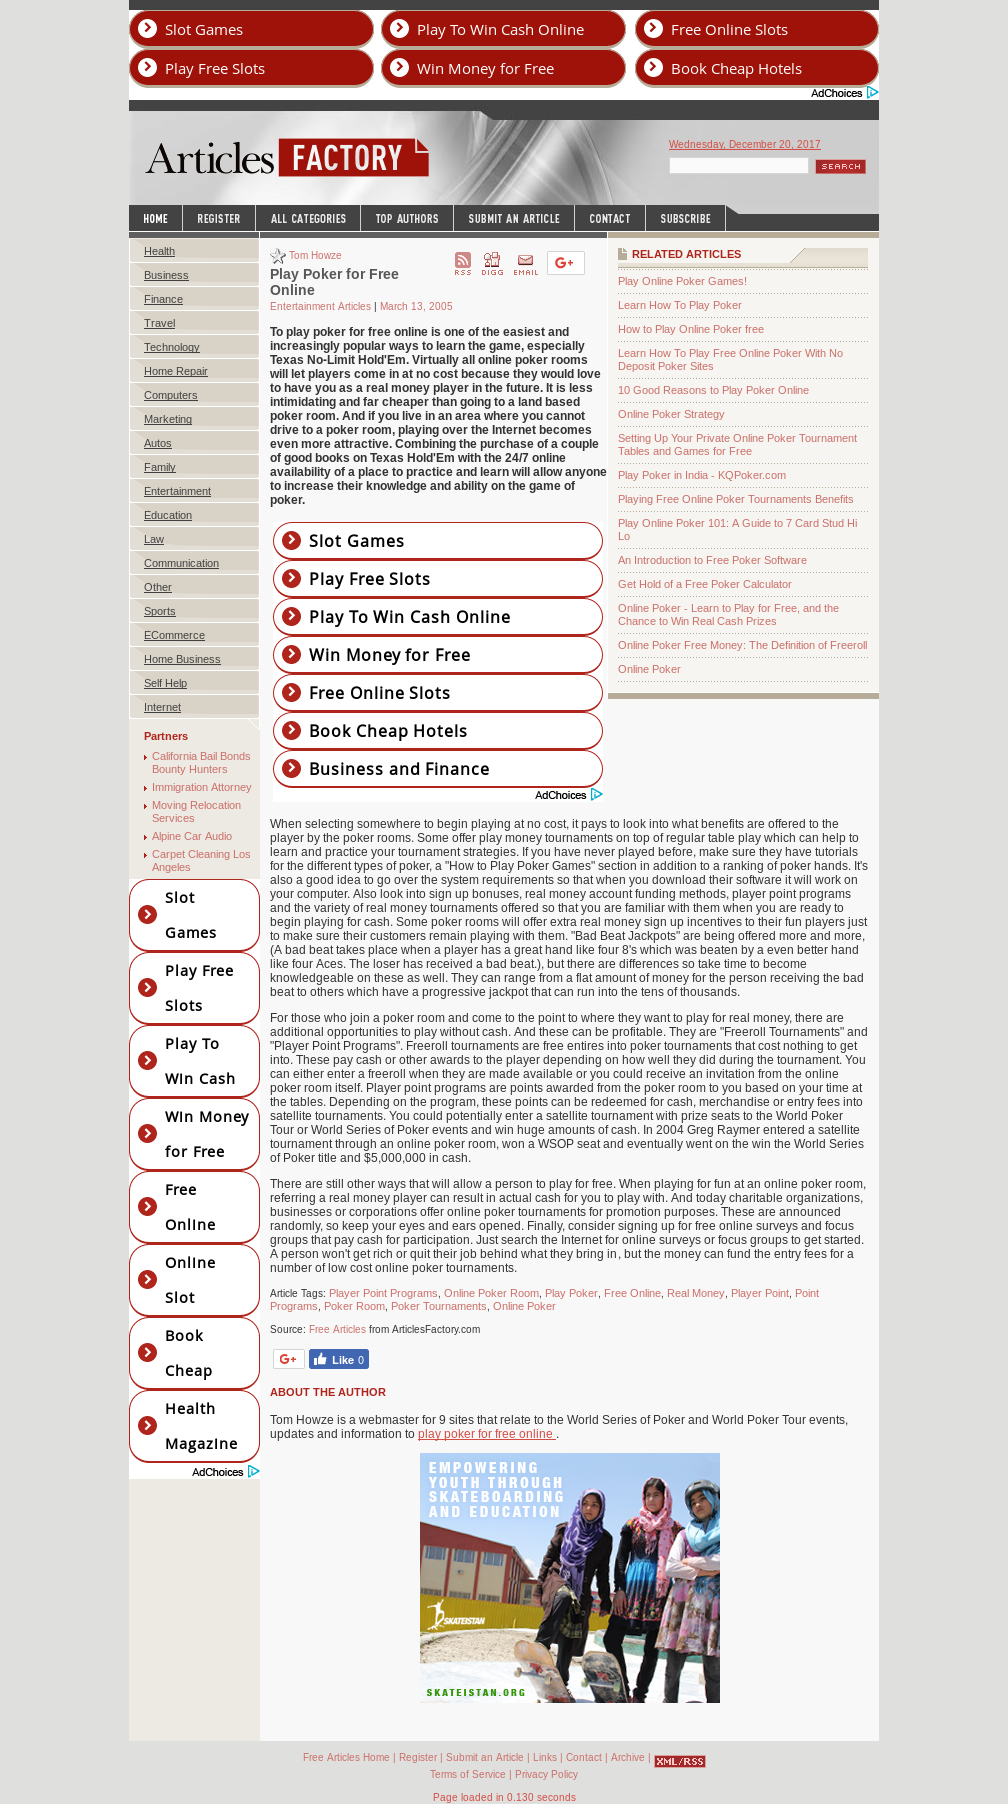 Slot Games
Play To Win Cash Online
Free Online Slots
Play Free Slots
Win Money for Free
Book Cheap Hotels
AdChoices
Articles FACTORY
Wednesday, December 20, 2017
SEARCH
HOME
REGISTER
ALL CATEGORIES
TOP AUTHORS
SUBMIT AN ARTICLE
CONTACT
SUBSCRIBE
Health
Business
Finance
Travel
Technology
Home Repair
Computers
Marketing
Autos
Family
Entertainment
Education
Law
Communication
Other
Sports
ECommerce
Home Business
Self Help
Internet
Partners
California Bail Bonds
Bounty Hunters
Immigration Attorney
Moving Relocation
Services
Alpine Car Audio
Carpet Cleaning Los
Angeles
Slot
Games
Play Free
Slots
Play To
Win Cash
Win Money
for Free
Free
Online
Online
Slot
Book
Cheap
Health
Magazine
AdChoices
Tom Howze
RSS
DIGG
EMAIL
G+
Play Poker for Free
Online
Entertainment Articles | March 13, 2005
To play poker for free online is one of the easiest and
increasingly popular ways to learn the game, especially
Texas No-Limit Hold'Em. Virtually all online poker rooms
will let players come in at no cost because they would love
to have you as a real money player in the future. It is less
intimidating and far cheaper than going to a land based
poker room. And if you live in an area where you cannot
drive to a poker room, playing over the Internet becomes
even more attractive. Combining the purchase of a couple
of good books on Texas Hold'Em with the 24/7 online
availability of a place to practice and learn will allow anyone
to increase their knowledge and ability on the game of
poker.
Slot Games
Play Free Slots
Play To Win Cash Online
Win Money for Free
Free Online Slots
Book Cheap Hotels
Business and Finance
AdChoices
RELATED ARTICLES
Play Online Poker Games!
Learn How To Play Poker
How to Play Online Poker free
Learn How To Play Free Online Poker With No
Deposit Poker Sites
10 Good Reasons to Play Poker Online
Online Poker Strategy
Setting Up Your Private Online Poker Tournament
Tables and Games for Free
Play Poker in India - KQPoker.com
Playing Free Online Poker Tournaments Benefits
Play Online Poker 101: A Guide to 7 Card Stud Hi
Lo
An Introduction to Free Poker Software
Get Hold of a Free Poker Calculator
Online Poker - Learn to Play for Free, and the
Chance to Win Real Cash Prizes
Online Poker Free Money: The Definition of Freeroll
Online Poker
When selecting somewhere to begin playing at no cost, it pays to look into what benefits are offered to the
player by the poker rooms. Some offer play money tournaments on top of regular table play which can help to
learn and practice your tournament strategies. If you have never played before, make sure they have tutorials
for the different types of poker, a "How to Play Poker Games" section in addition to a ranking of poker hands. It's
also a good idea to go over the system requirements so that when you download their software it will work on
your computer. Also look into sign up bonuses, real money account funding methods, player point programs
and the variety of real money tournaments offered so that you are familiar with them when you are ready to
begin playing for cash. Some poker rooms will offer extra real money sign up incentives to their fun players just
to make sure their customers remain playing with them. "Bad Beat Jackpots" are being offered more and more,
(A bad beat takes place when a player has a great hand like four 8's which was beaten by an even better hand
like four Aces. The loser has received a bad beat.), but there are differences so take time to become
knowledgeable on these as well. They can range from a flat amount of money for the person receiving the bad
beat to others which have a progressive jackpot that can run into the tens of thousands.
For those who join a poker room and come to the point to where they want to play for real money, there are
additional opportunities to play without cash. And these can be profitable. They are "Freeroll Tournaments" and
"Player Point Programs". Freeroll tournaments are free entires into poker tournaments that cost nothing to get
into. These pay cash or other awards to the player depending on how well they did during the tournament. You
can either enter a freeroll when they are made available or you could receive an invitation from the online
poker room itself. Player point programs are points awarded from the poker room to you based on your time at
the tables. Depending on the program, these points can be redeemed for cash, merchandise or entry fees into
satellite tournaments. You could potentially enter a satellite tournament with prize seats to the World Poker
Tour or World Series of Poker events and win huge amounts of cash. In 2004 Greg Raymer entered a satellite
tournament through an online poker room, won a WSOP seat and eventually went on the win the World Series
of Poker title and $5,000,000 in cash.
There are still other ways that will allow a person to play for free. When playing for fun at an online poker room,
referring a real money player can result in actual cash for you to play with. And today charitable organizations,
businesses or corporations offer online poker tournaments for promotion purposes. These are announced
randomly, so keep your eyes and ears opened. Finally, consider signing up for free online surveys and focus
groups that pay cash for participation. Just search the Internet for online surveys or focus groups to get started.
A person won't get rich or quit their job behind what they bring in, but the money can fund the entry fees for a
number of low cost online poker tournaments.
Article Tags: Player Point Programs, Online Poker Room, Play Poker, Free Online, Real Money, Player Point, Point
Programs, Poker Room, Poker Tournaments, Online Poker
Source: Free Articles from ArticlesFactory.com
G+
Like 0
ABOUT THE AUTHOR
Tom Howze is a webmaster for 9 sites that relate to the World Series of Poker and World Poker Tour events,
updates and information to play poker for free online .
EMPOWERING
YOUTH THROUGH
SKATEBOARDING
AND EDUCATION
SKATEISTAN
SKATEISTAN.ORG
Free Articles Home | Register | Submit an Article | Links | Contact | Archive | XML/RSS
Terms of Service | Privacy Policy
Page loaded in 0.130 seconds